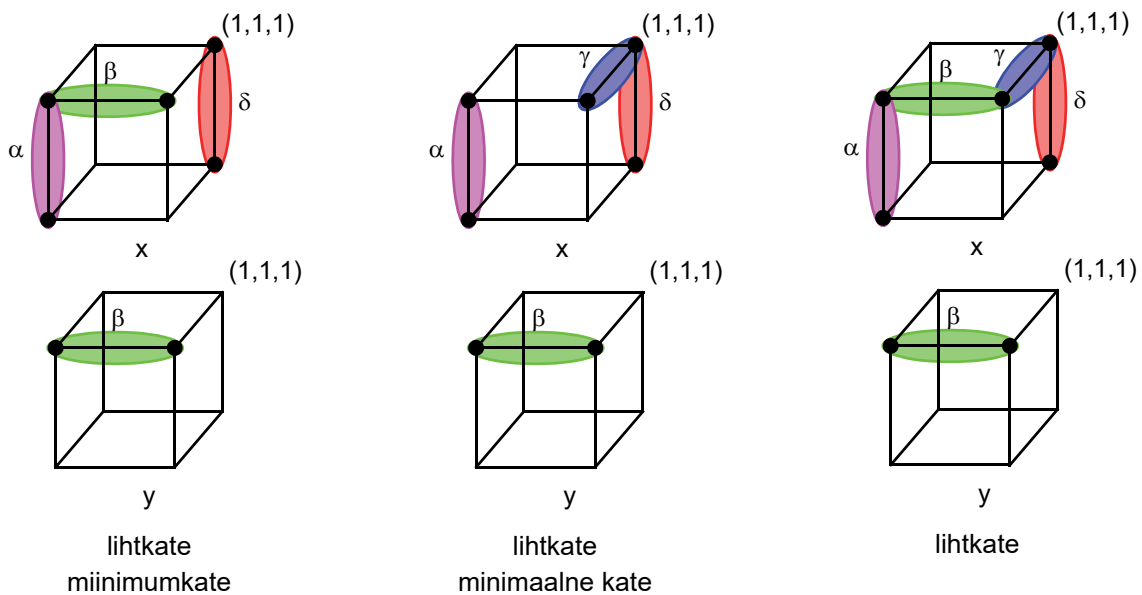 (1,1,1)
β
δ
α
x
(1,1,1)
β
y
lihtkate
miinimumkate
(1,1,1)
γ
δ
α
x
(1,1,1)
β
y
lihtkate
minimaalne kate
(1,1,1)
β
γ
δ
α
x
(1,1,1)
β
y
lihtkate